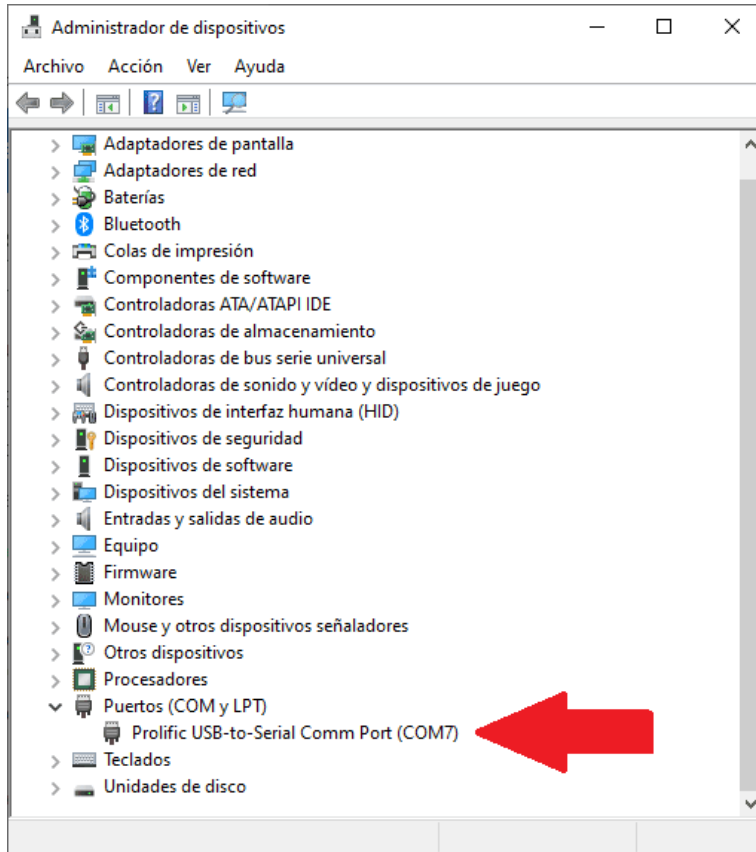 Administrador de dispositivos
Archivo Acción Ver Ayuda
Adaptadores de pantalla
Adaptadores de red
Baterías
Bluetooth
Colas de impresión
Componentes de software
Controladoras ATA/ATAPI IDE
Controladoras de almacenamiento
Controladoras de bus serie universal
Controladoras de sonido y vídeo y dispositivos de juego
Dispositivos de interfaz humana (HID)
Dispositivos de seguridad
Dispositivos de software
Dispositivos del sistema
Entradas y salidas de audio
Equipo
Firmware
Monitores
Mouse y otros dispositivos señaladores
Otros dispositivos
Procesadores
Puertos (COM y LPT)
Prolific USB-to-Serial Comm Port (COM7)
Teclados
Unidades de disco